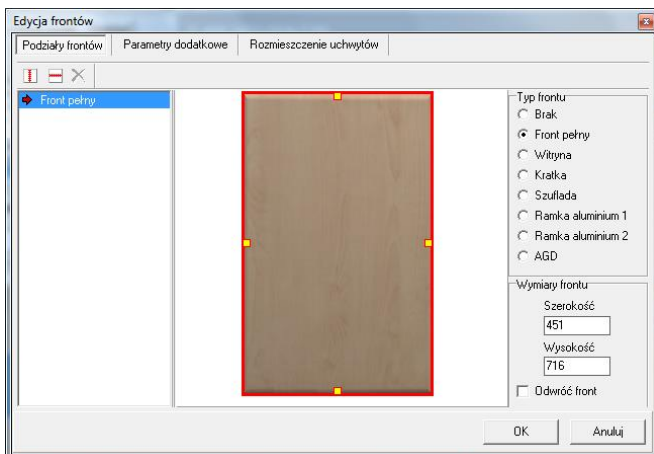 Edycja frontów
Podziały frontów
Parametry dodatkowe
Rozmieszczenie uchwytów
Front pełny
Typ frontu
Brak
Front pełny
Witryna
Kratka
Szuflada
Ramka aluminium 1
Ramka aluminium 2
AGD
Wymiary frontu
Szerokość
451
Wysokość
716
Odwróć front
OK
Anuluj